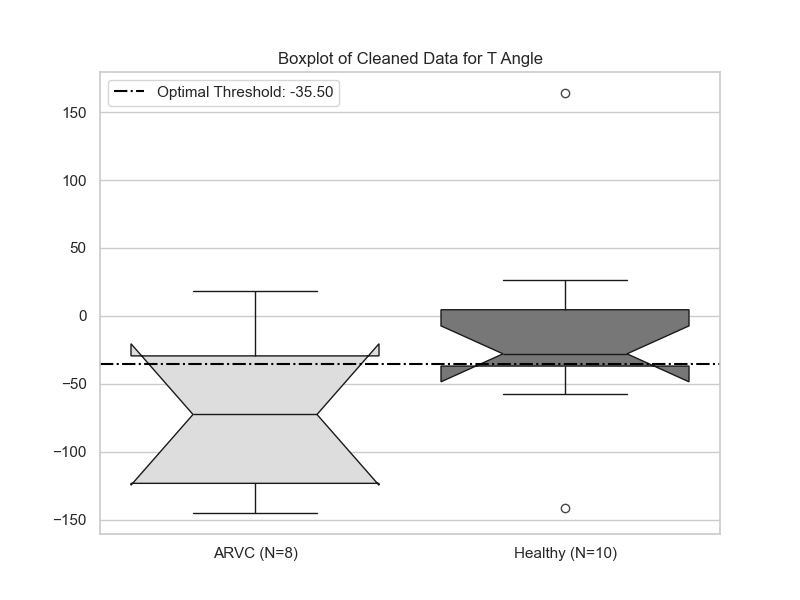 Boxplot of Cleaned Data for T Angle
Optimal Threshold: -35.50
150
100
50
0
−50
−100
−150
ARVC (N=8)
Healthy (N=10)